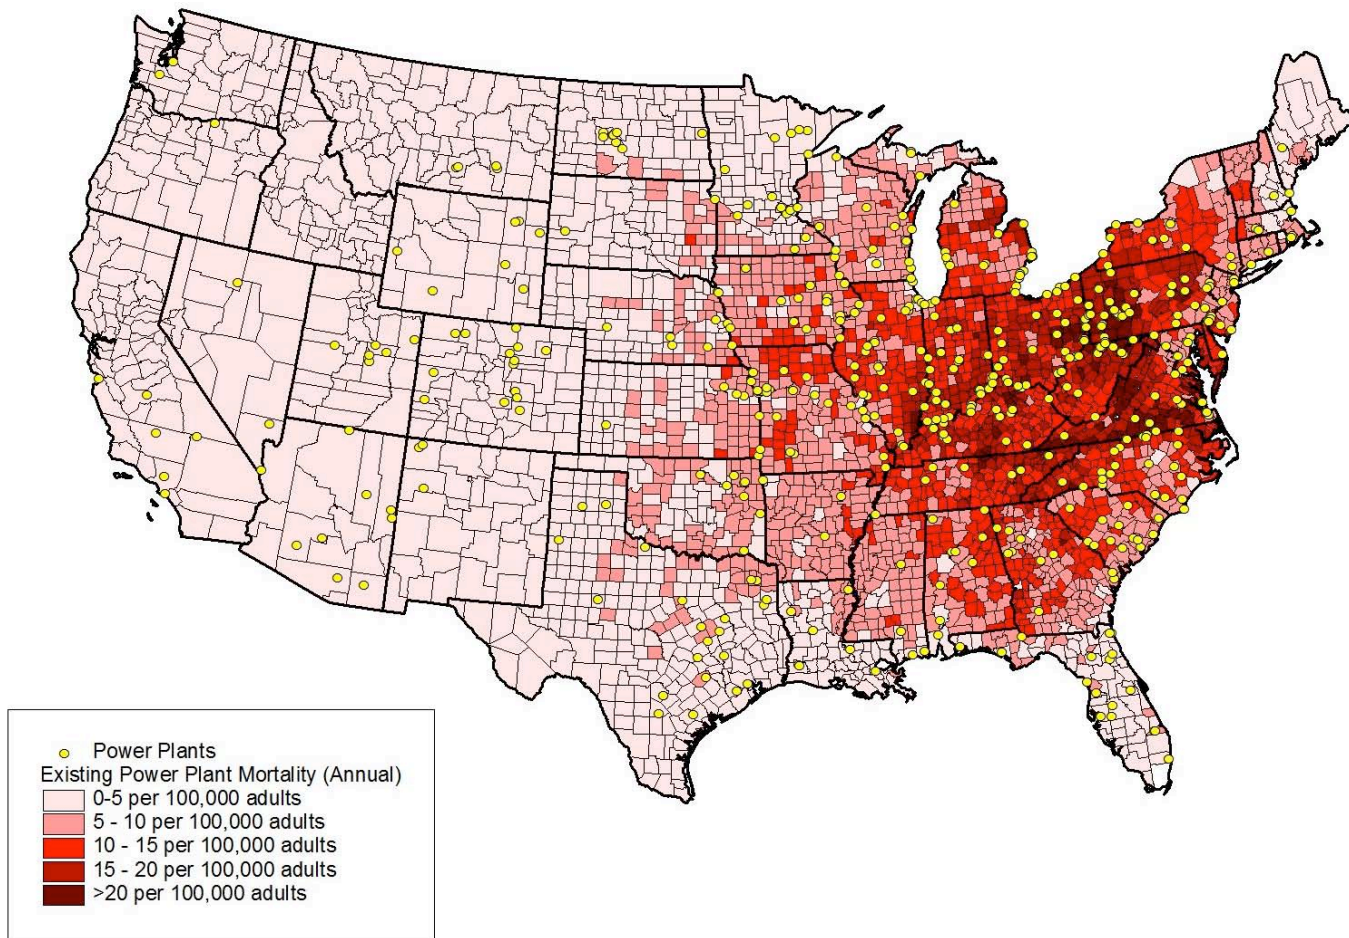 Power Plants
Existing Power Plant Mortality (Annual)
0-5 per 100,000 adults
5 - 10 per 100,000 adults
10 - 15 per 100,000 adults
15 - 20 per 100,000 adults
>20 per 100,000 adults